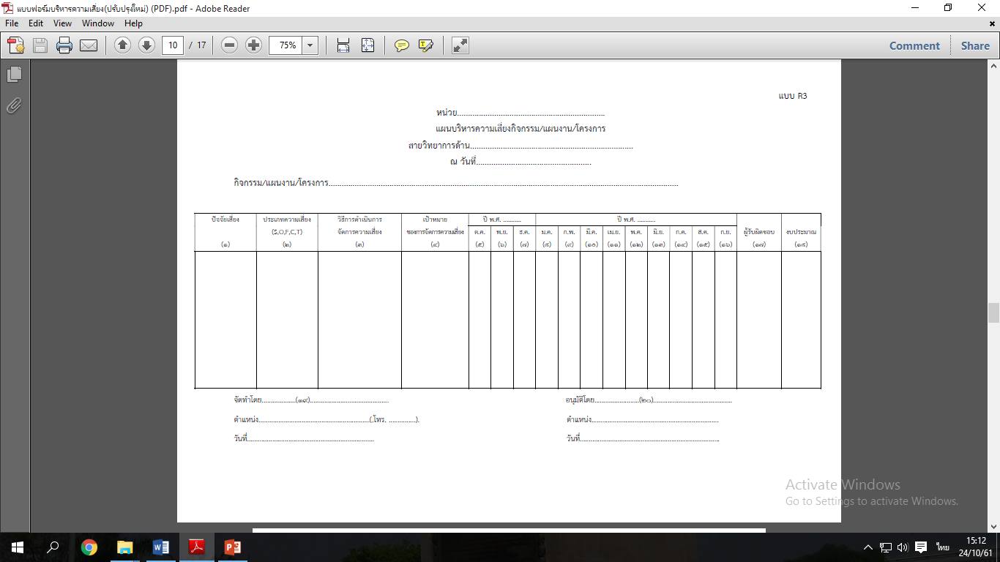 แบบฟอร์มบริหารความเสี่ยง(ปรับปรุงใหม่) (PDF).pdf - Adobe Reader
File Edit View Window Help
10 / 17 75% Comment Share
แบบ R3
หน่วย....................................................................
แผนบริหารความเสี่ยงกิจกรรม/แผนงาน/โครงการ
สายวิทยาการด้าน...........................................................................
ณ วันที่.....................................................
กิจกรรม/แผนงาน/โครงการ................................................................................................................................................................
ปัจจัยเสี่ยง ประเภทความเสี่ยง วิธีการดำเนินการ เป้าหมาย ปี พ.ศ. .......... ปี พ.ศ. ..........
(S,O,F,C,T) จัดการความเสี่ยง ของการจัดการความเสี่ยง ต.ค. พ.ย. ธ.ค. ม.ค. ก.พ. มี.ค. เม.ย. พ.ค. มิ.ย. ก.ค. ส.ค. ก.ย. ผู้รับผิดชอบ งบประมาณ
(๑) (๒) (๓) (๔) (๕) (๖) (๗) (๘) (๙) (๑๐) (๑๑) (๑๒) (๑๓) (๑๔) (๑๕) (๑๖) (๑๗) (๑๘)
จัดทำโดย...................(๑๙)............................................ อนุมัติโดย.........................(๒๐)............................................
ตำแหน่ง..............................................................(.โทร. ...............). ตำแหน่ง.......................................................................
วันที่....................................................................... วันที่..............................................................................
Activate Windows
Go to Settings to activate Windows.
ไทย 15:12
24/10/61